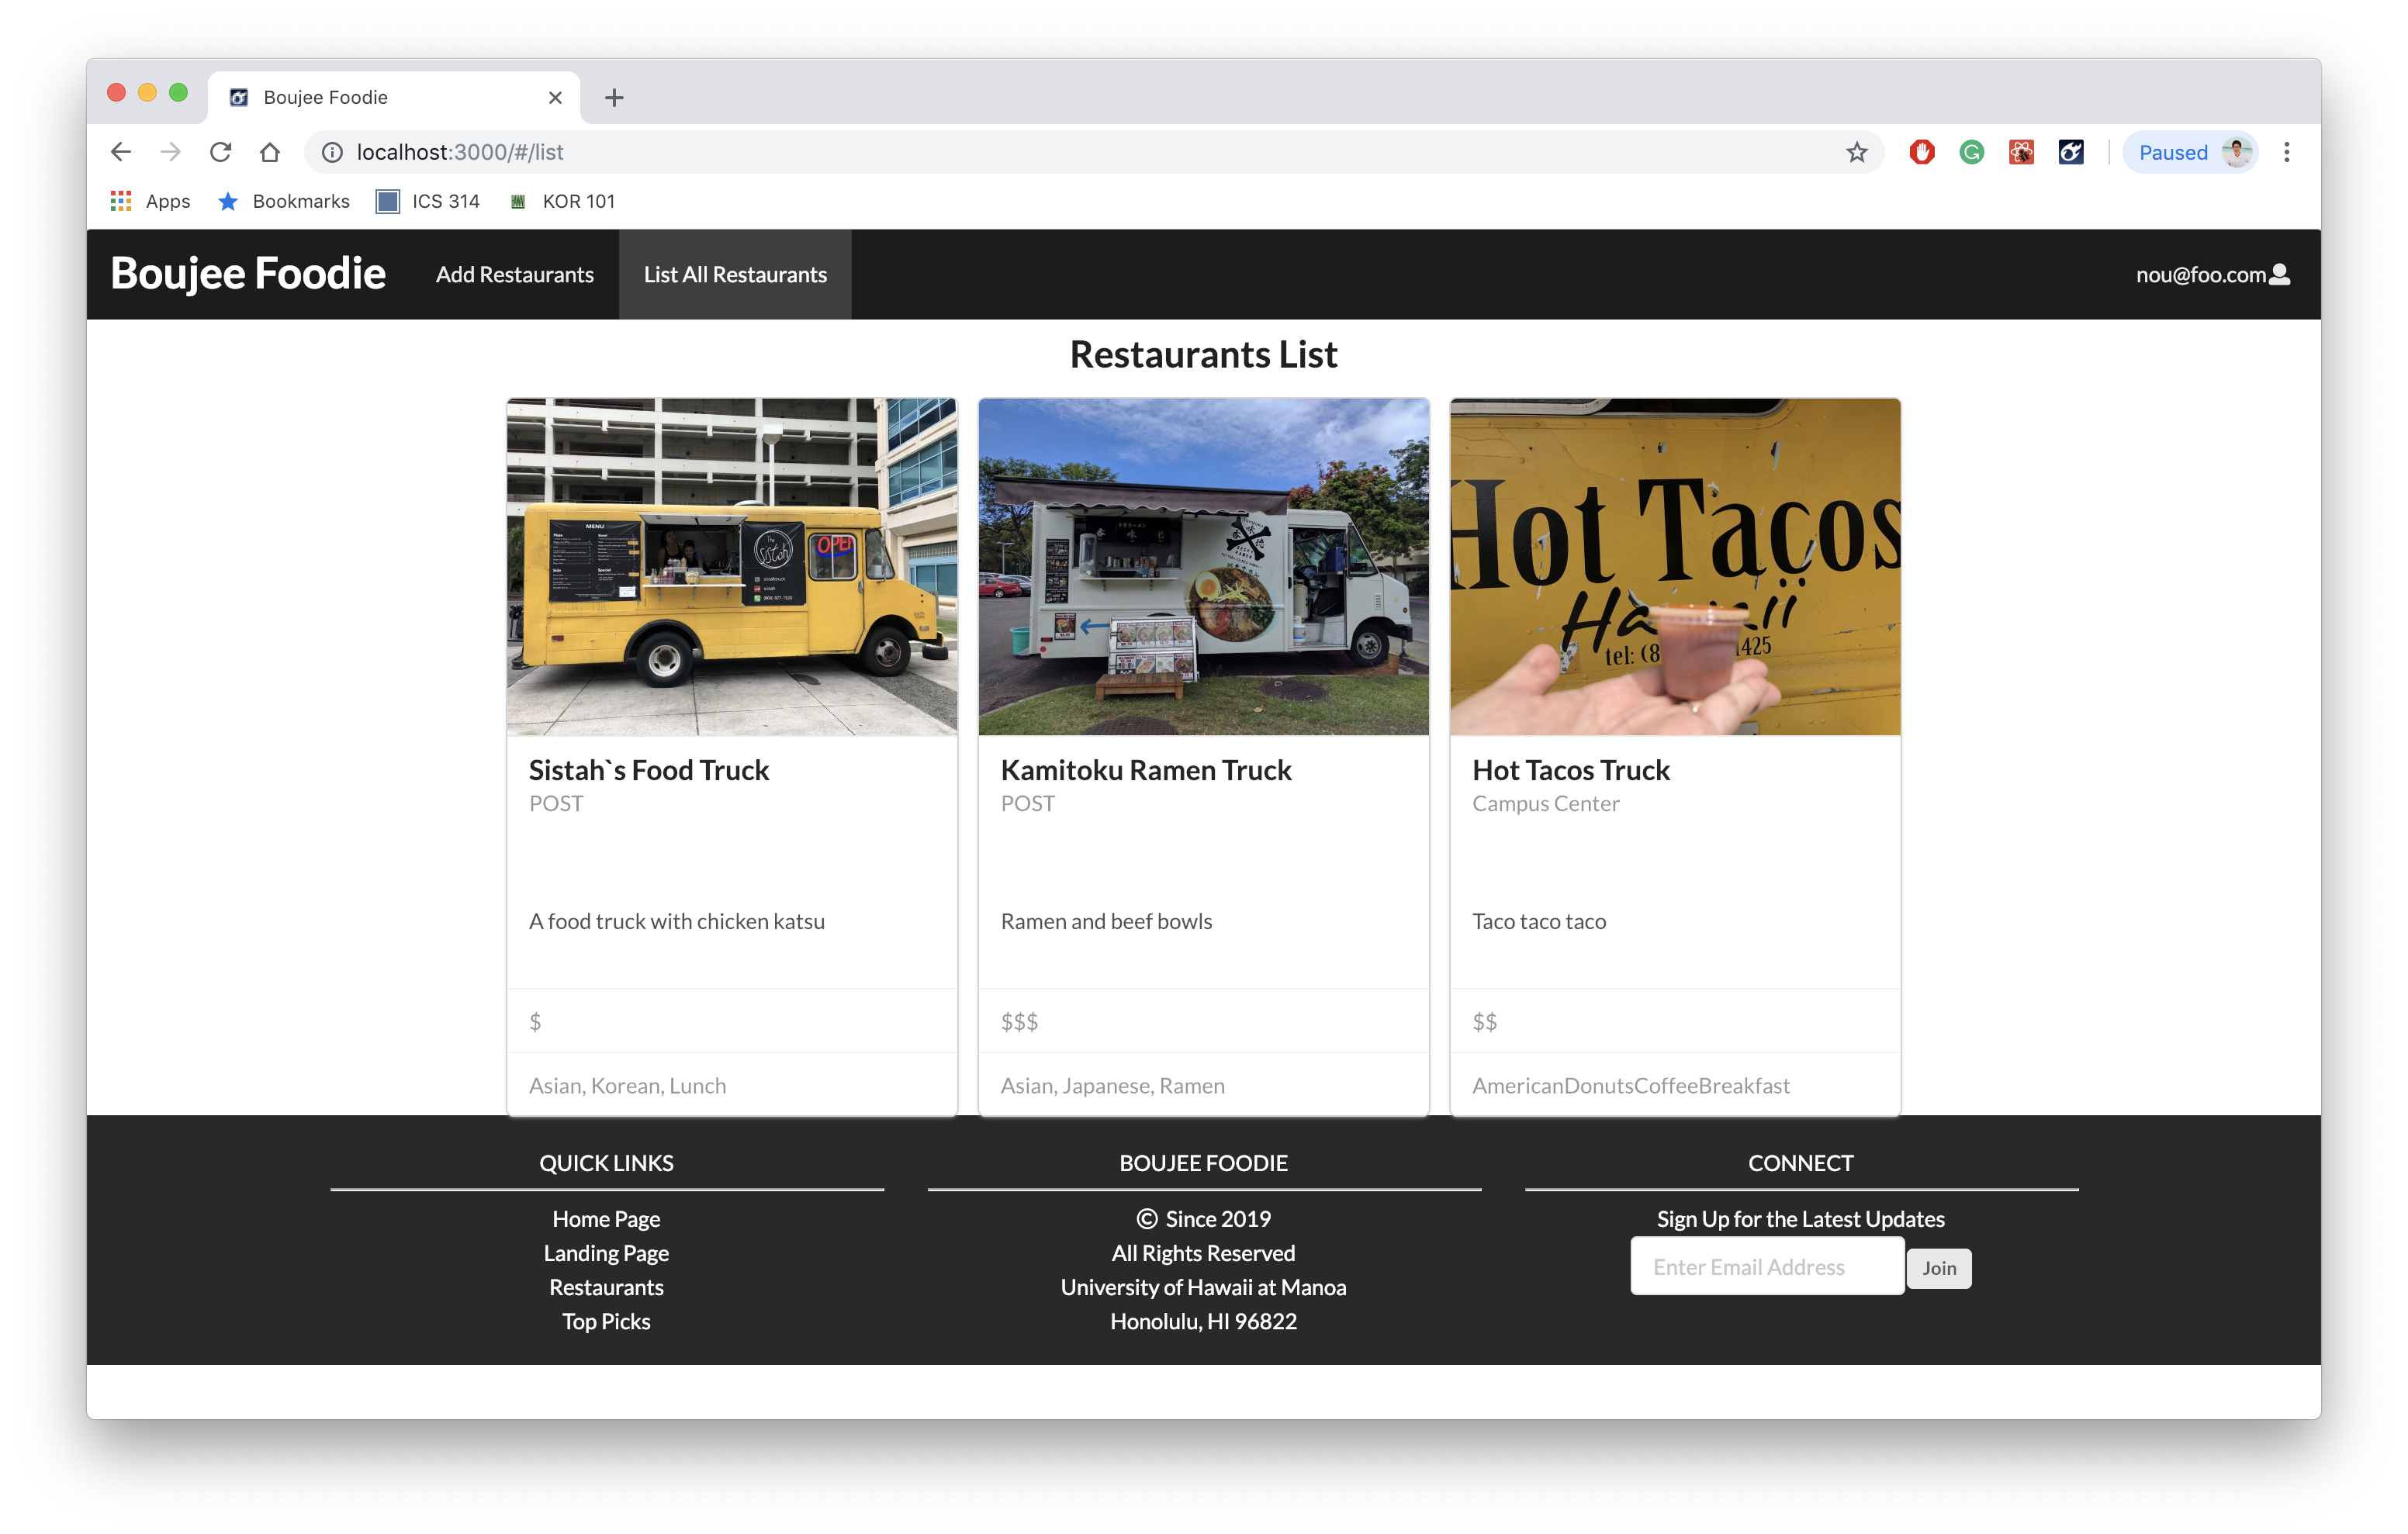 Boujee Foodie
localhost:3000/#/list
Paused
Apps
Bookmarks
ICS 314
KOR 101
Boujee Foodie
Add Restaurants
List All Restaurants
nou@foo.com
Restaurants List
MENU
The
Sistah
OPEN
Hot Tacos
tel: (8
1425
Sistah`s Food Truck
POST
A food truck with chicken katsu
$
Asian, Korean, Lunch
Kamitoku Ramen Truck
POST
Ramen and beef bowls
$$$
Asian, Japanese, Ramen
Hot Tacos Truck
Campus Center
Taco taco taco
$$
AmericanDonutsCoffeeBreakfast
QUICK LINKS
Home Page
Landing Page
Restaurants
Top Picks
BOUJEE FOODIE
© Since 2019
All Rights Reserved
University of Hawaii at Manoa
Honolulu, HI 96822
CONNECT
Sign Up for the Latest Updates
Enter Email Address
Join